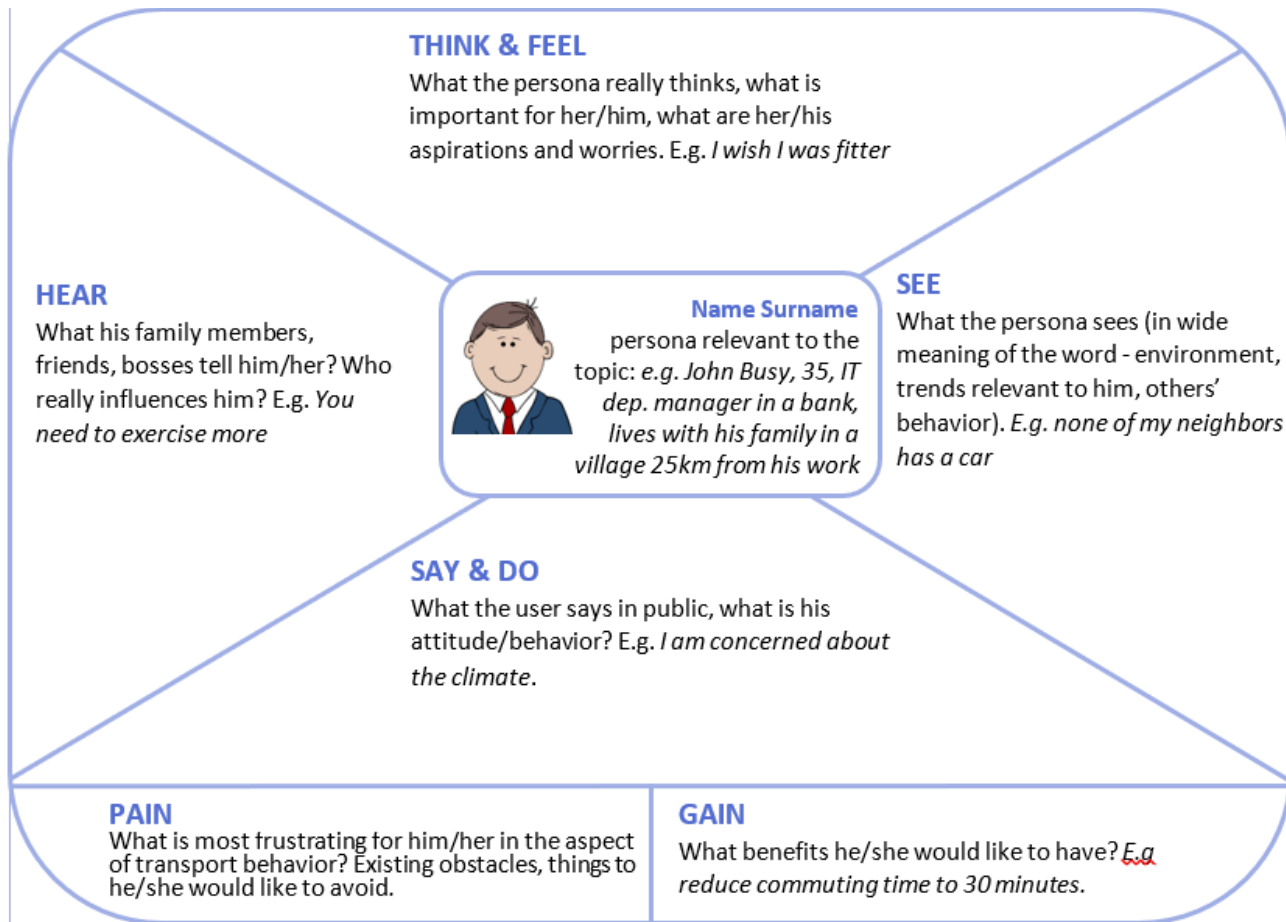 THINK & FEEL
What the persona really thinks, what is
important for her/him, what are her/his
aspirations and worries. E.g. I wish I was fitter
HEAR
What his family members,
friends, bosses tell him/her? Who
really influences him? E.g. You
need to exercise more
Name Surname
persona relevant to the
topic: e.g. John Busy, 35, IT
dep. manager in a bank,
lives with his family in a
village 25km from his work
SEE
What the persona sees (in wide
meaning of the word - environment,
trends relevant to him, others’
behavior). E.g. none of my neighbors
has a car
SAY & DO
What the user says in public, what is his
attitude/behavior? E.g. I am concerned about
the climate.
PAIN
What is most frustrating for him/her in the aspect
of transport behavior? Existing obstacles, things to
he/she would like to avoid.
GAIN
What benefits he/she would like to have? E.g
reduce commuting time to 30 minutes.